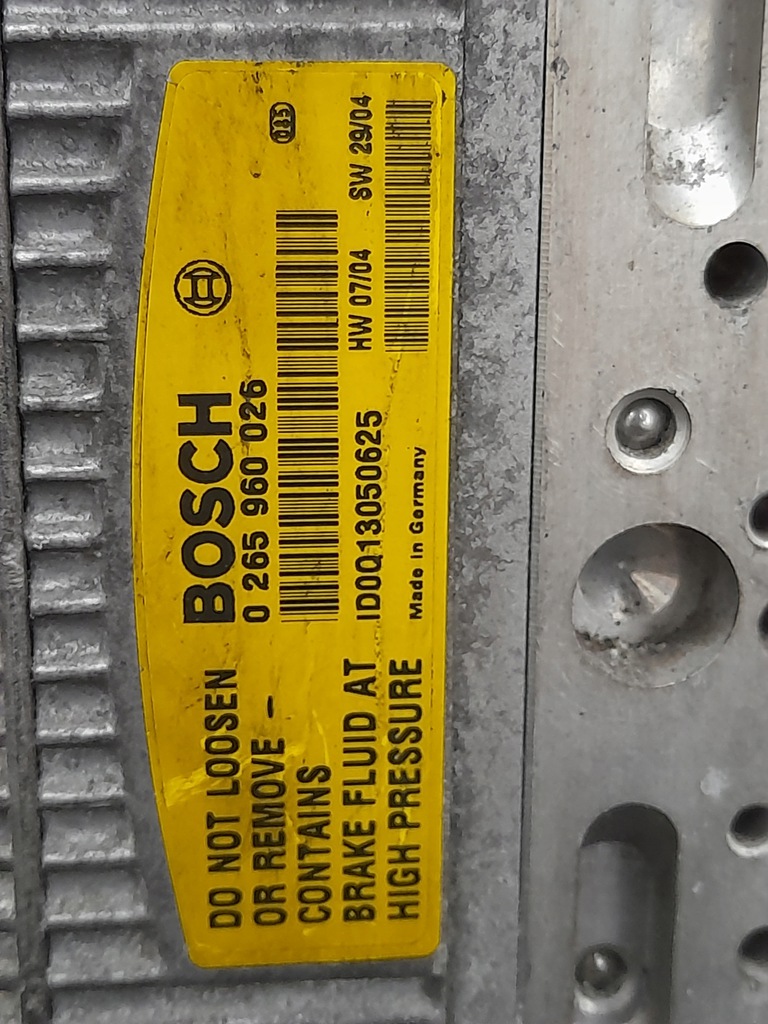 DO NOT LOOSEN
OR REMOVE –
CONTAINS
BRAKE FLUID AT
HIGH PRESSURE
BOSCH
0 265 960 026
085
ID0Q13050625
HW 07/04 SW 29/04
Made in Germany